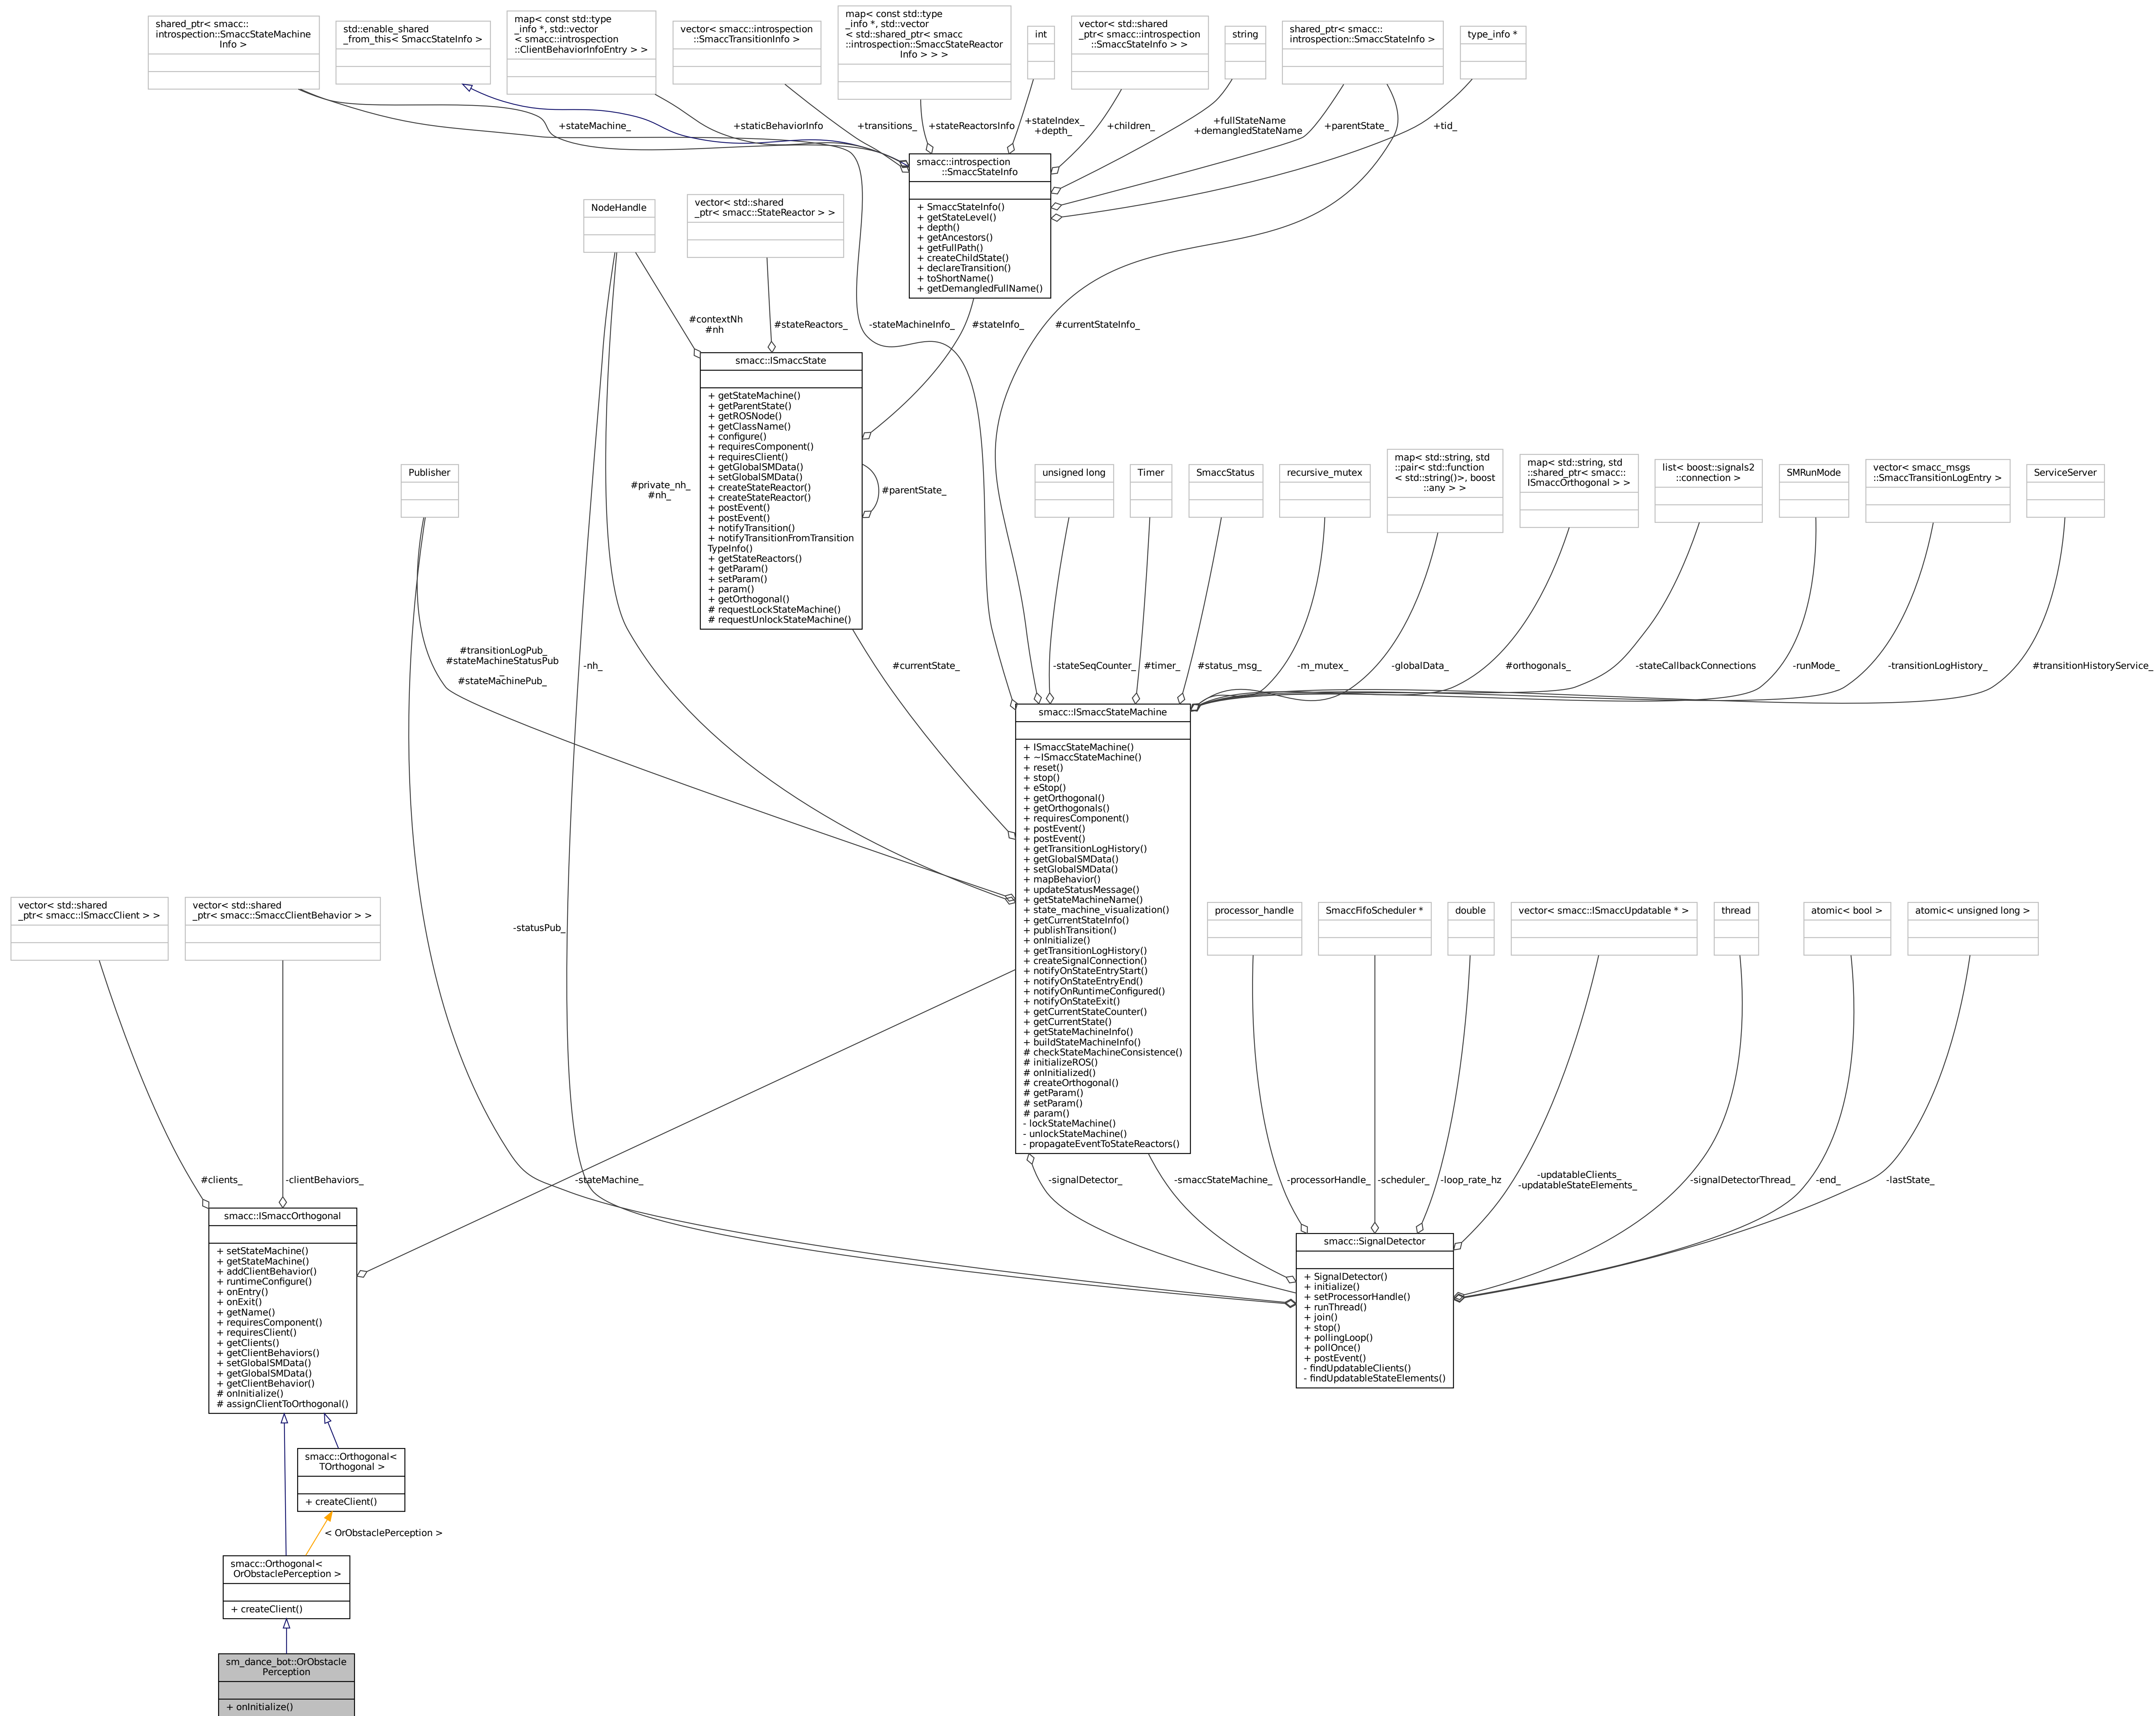 shared_ptr< smacc::
introspection::SmaccStateMachine
Info >
std::enable_shared
_from_this< SmaccStateInfo >
map< const std::type
_info *, std::vector
< smacc::introspection
::ClientBehaviorInfoEntry > >
vector< smacc::introspection
::SmaccTransitionInfo >
map< const std::type
_info *, std::vector
< std::shared_ptr< smacc
::introspection::SmaccStateReactor
Info > > >
int
vector< std::shared
_ptr< smacc::introspection
::SmaccStateInfo > >
string
shared_ptr< smacc::
introspection::SmaccStateInfo >
type_info *
+stateMachine_
+staticBehaviorInfo
+transitions_
+stateReactorsInfo
+stateIndex_
+depth_
+children_
+fullStateName
+demangledStateName
+parentState_
+tid_
smacc::introspection
::SmaccStateInfo
+ SmaccStateInfo()
+ getStateLevel()
+ depth()
+ getAncestors()
+ getFullPath()
+ createChildState()
+ declareTransition()
+ toShortName()
+ getDemangledFullName()
NodeHandle
vector< std::shared
_ptr< smacc::StateReactor > >
#contextNh
#nh
#stateReactors_
-stateMachineInfo_
#stateInfo_
#currentStateInfo_
smacc::ISmaccState
+ getStateMachine()
+ getParentState()
+ getROSNode()
+ getClassName()
+ configure()
+ requiresComponent()
+ requiresClient()
+ getGlobalSMData()
+ setGlobalSMData()
+ createStateReactor()
+ createStateReactor()
+ postEvent()
+ postEvent()
+ notifyTransition()
+ notifyTransitionFromTransition
TypeInfo()
+ getStateReactors()
+ getParam()
+ setParam()
+ param()
+ getOrthogonal()
# requestLockStateMachine()
# requestUnlockStateMachine()
#parentState_
Publisher
#private_nh_
#nh_
unsigned long
Timer
SmaccStatus
recursive_mutex
map< std::string, std
::pair< std::function
< std::string()>, boost
::any > >
map< std::string, std
::shared_ptr< smacc::
ISmaccOrthogonal > >
list< boost::signals2
::connection >
SMRunMode
vector< smacc_msgs
::SmaccTransitionLogEntry >
ServiceServer
#transitionLogPub_
#stateMachineStatusPub
_
#stateMachinePub_
-nh_
#currentState_
-stateSeqCounter_
#timer_
#status_msg_
-m_mutex_
-globalData_
#orthogonals_
-stateCallbackConnections
-runMode_
-transitionLogHistory_
#transitionHistoryService_
smacc::ISmaccStateMachine
+ ISmaccStateMachine()
+ ~ISmaccStateMachine()
+ reset()
+ stop()
+ eStop()
+ getOrthogonal()
+ getOrthogonals()
+ requiresComponent()
+ postEvent()
+ postEvent()
+ getTransitionLogHistory()
+ getGlobalSMData()
+ setGlobalSMData()
+ mapBehavior()
+ updateStatusMessage()
+ getStateMachineName()
+ state_machine_visualization()
+ getCurrentStateInfo()
+ publishTransition()
+ onInitialize()
+ getTransitionLogHistory()
+ createSignalConnection()
+ notifyOnStateEntryStart()
+ notifyOnStateEntryEnd()
+ notifyOnRuntimeConfigured()
+ notifyOnStateExit()
+ getCurrentStateCounter()
+ getCurrentState()
+ getStateMachineInfo()
+ buildStateMachineInfo()
# checkStateMachineConsistence()
# initializeROS()
# onInitialized()
# createOrthogonal()
# getParam()
# setParam()
# param()
- lockStateMachine()
- unlockStateMachine()
- propagateEventToStateReactors()
vector< std::shared
_ptr< smacc::ISmaccClient > >
vector< std::shared
_ptr< smacc::SmaccClientBehavior > >
-statusPub_
processor_handle
SmaccFifoScheduler *
double
vector< smacc::ISmaccUpdatable * >
thread
atomic< bool >
atomic< unsigned long >
#clients_
-clientBehaviors_
-stateMachine_
-signalDetector_
-smaccStateMachine_
-processorHandle_
-scheduler_
-loop_rate_hz
-updatableClients_
-updatableStateElements_
-signalDetectorThread_
-end_
-lastState_
smacc::ISmaccOrthogonal
+ setStateMachine()
+ getStateMachine()
+ addClientBehavior()
+ runtimeConfigure()
+ onEntry()
+ onExit()
+ getName()
+ requiresComponent()
+ requiresClient()
+ getClients()
+ getClientBehaviors()
+ setGlobalSMData()
+ getGlobalSMData()
+ getClientBehavior()
# onInitialize()
# assignClientToOrthogonal()
smacc::SignalDetector
+ SignalDetector()
+ initialize()
+ setProcessorHandle()
+ runThread()
+ join()
+ stop()
+ pollingLoop()
+ pollOnce()
+ postEvent()
- findUpdatableClients()
- findUpdatableStateElements()
smacc::Orthogonal<
TOrthogonal >
+ createClient()
< OrObstaclePerception >
smacc::Orthogonal<
OrObstaclePerception >
+ createClient()
sm_dance_bot::OrObstacle
Perception
+ onInitialize()